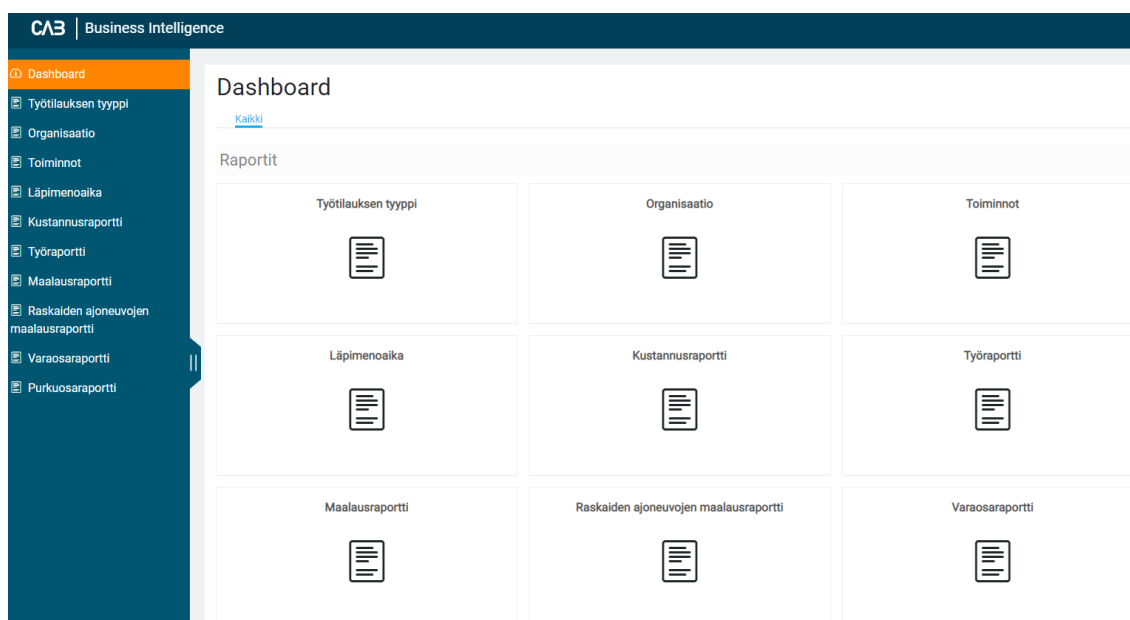 CAB | Business Intelligence
Dashboard
Työtilauksen tyyppi
Organisaatio
Toiminnot
Läpimenoaika
Kustannusraportti
Työraportti
Maalausraportti
Raskaiden ajoneuvojen
maalausraportti
Varaosaraportti
Purkuosaraportti
Dashboard
Kaikki
Raportit
Työtilauksen tyyppi
Organisaatio
Toiminnot
Läpimenoaika
Kustannusraportti
Työraportti
Maalausraportti
Raskaiden ajoneuvojen maalausraportti
Varaosaraportti